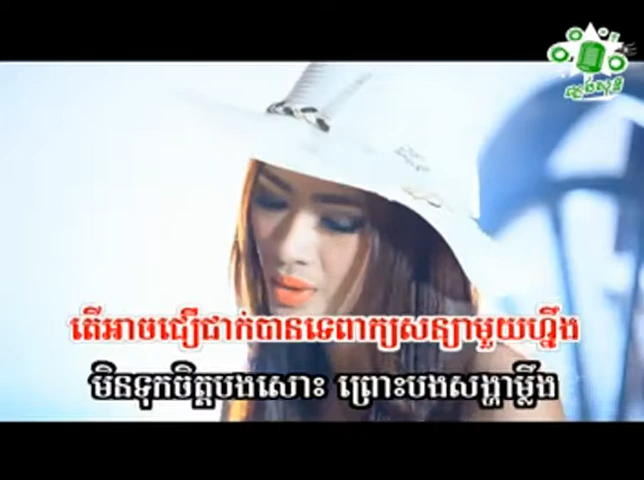 តើអាចជឿជាក់បានទេពាក្យសន្យាមួយហ្នឹង
មិនទុកចិត្តបងសោះ ព្រោះបងសង្ហាម្លឹង